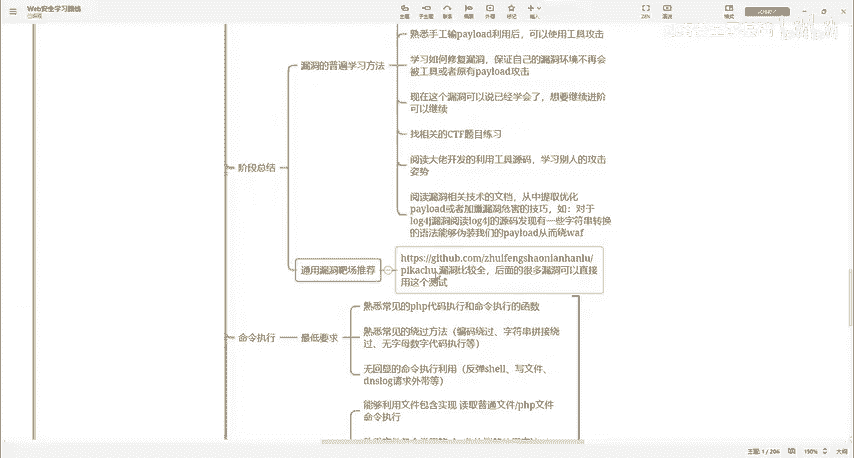 Web安全学习路线
主题
子主题
联系
概要
外框
标记
插入
ZEN
演说
格式
熟悉手工输payload利用后，可以使用工具攻击
学习如何修复漏洞，保证自己的漏洞环境不再会
被工具或者原有payload攻击
现在这个漏洞可以说已经学会了，想要继续进阶
可以继续
找相关的CTF题目练习
阅读大佬开发的利用工具源码，学习别人的攻击
姿势
阅读漏洞相关技术的文档，从中提取优化
payload或者加重漏洞危害的技巧，如：对于
log4j漏洞阅读log4j的源码发现有一些字符串转换
的语法能够伪装我们的payload从而绕waf
漏洞的普遍学习方法
阶段总结
通用漏洞靶场推荐
https://github.com/zhuifengshaonianhanlu/
pikachu 漏洞比较全，后面的很多漏洞可以直接
用这个测试
命令执行
最低要求
熟悉常见的php代码执行和命令执行的函数
熟悉常见的绕过方法（编码绕过、字符串拼接绕
过、无字母数字代码执行等）
无回显的命令执行利用（反弹shell、写文件、
dnslog请求外带等）
能够利用文件包含实现 读取普通文件/php文件
命令执行
主题: 1 / 206
150%
大纲